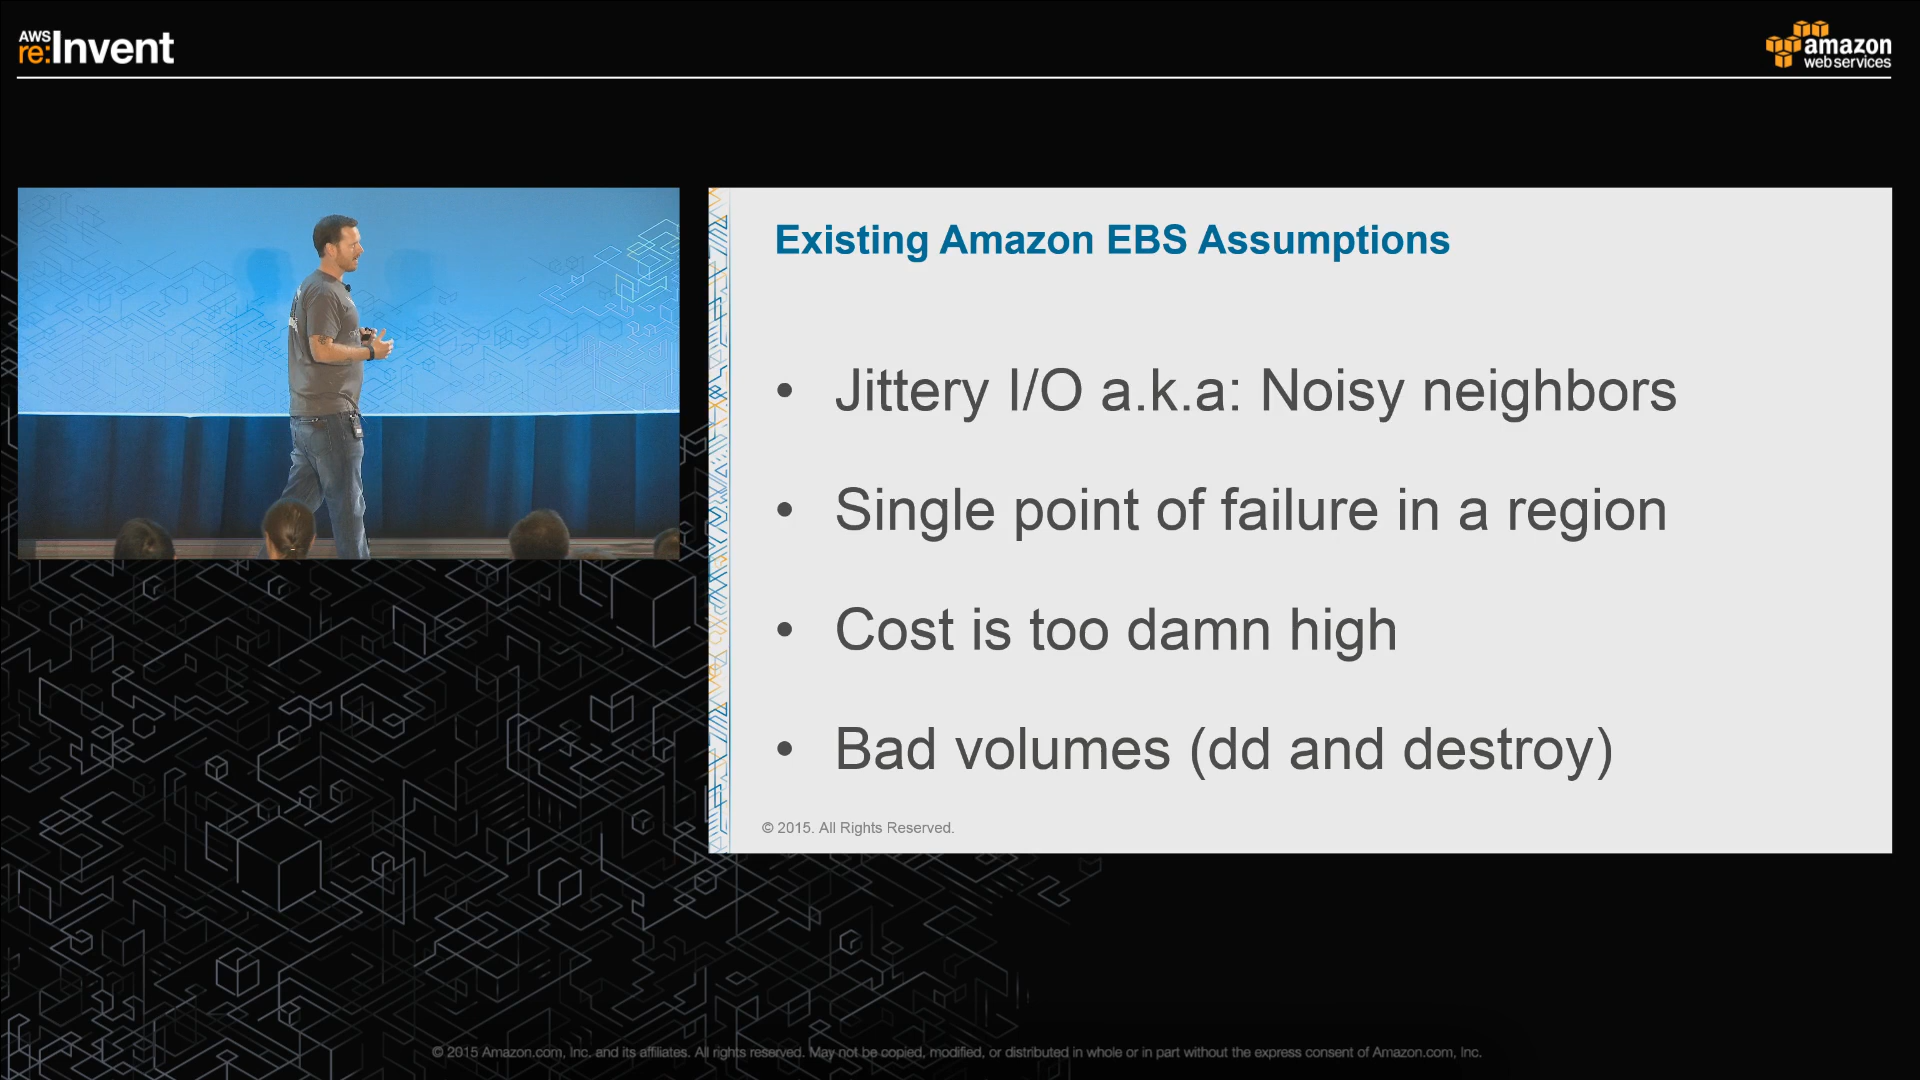 AWS
re:Invent
amazon
web services
Existing Amazon EBS Assumptions
• Jittery I/O a.k.a: Noisy neighbors
• Single point of failure in a region
• Cost is too damn high
• Bad volumes (dd and destroy)
© 2015. All Rights Reserved.
© 2015 Amazon.com, Inc. and its affiliates. All rights reserved. May not be copied, modified, or distributed in whole or in part without the express consent of Amazon.com, Inc.